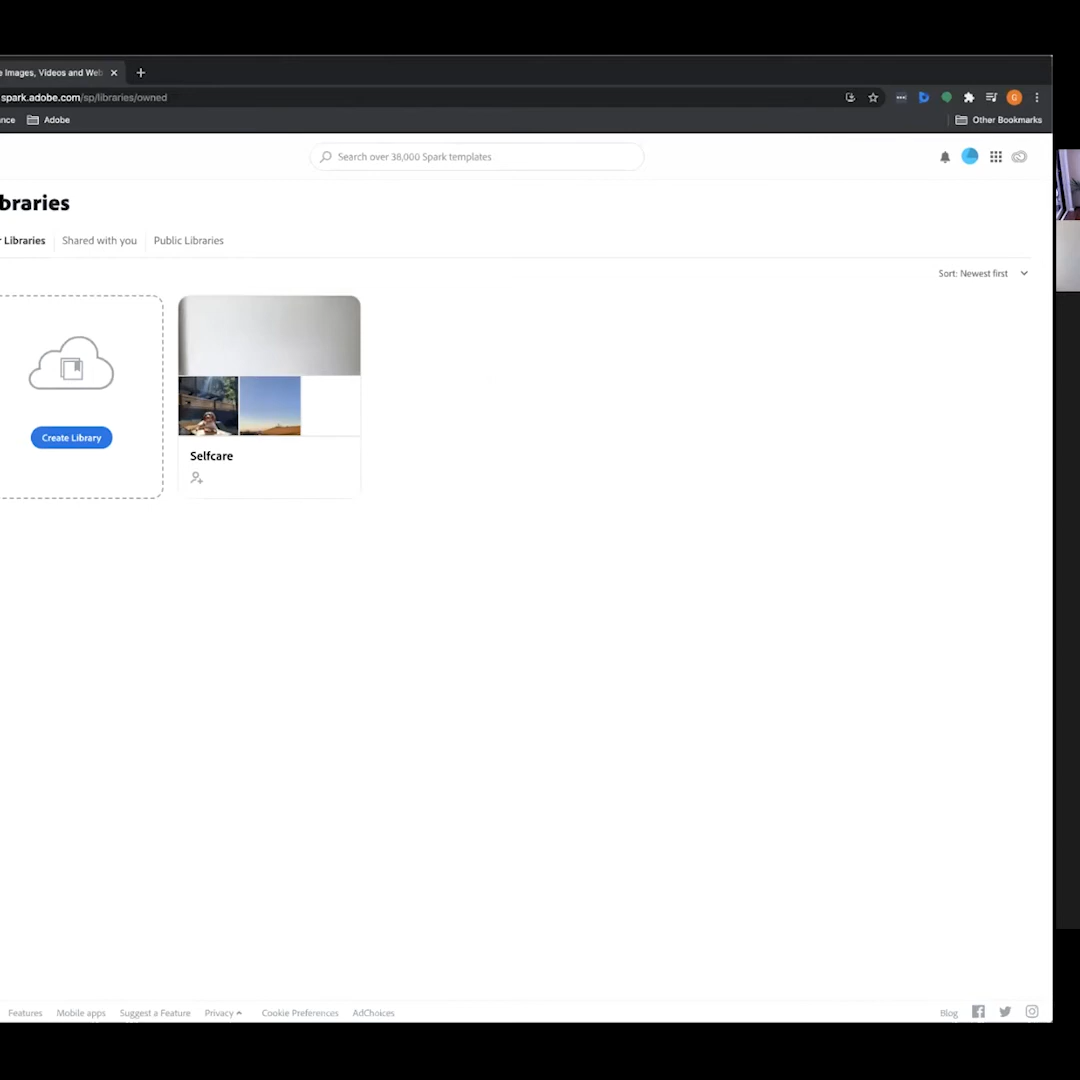 e Images, Videos and Web
spark.adobe.com/sp/libraries/owned
nce Adobe Other Bookmarks
Search over 38,000 Spark templates
braries
r Libraries Shared with you Public Libraries
Sort: Newest first
Create Library
Selfcare
Features Mobile apps Suggest a Feature Privacy Cookie Preferences AdChoices Blog